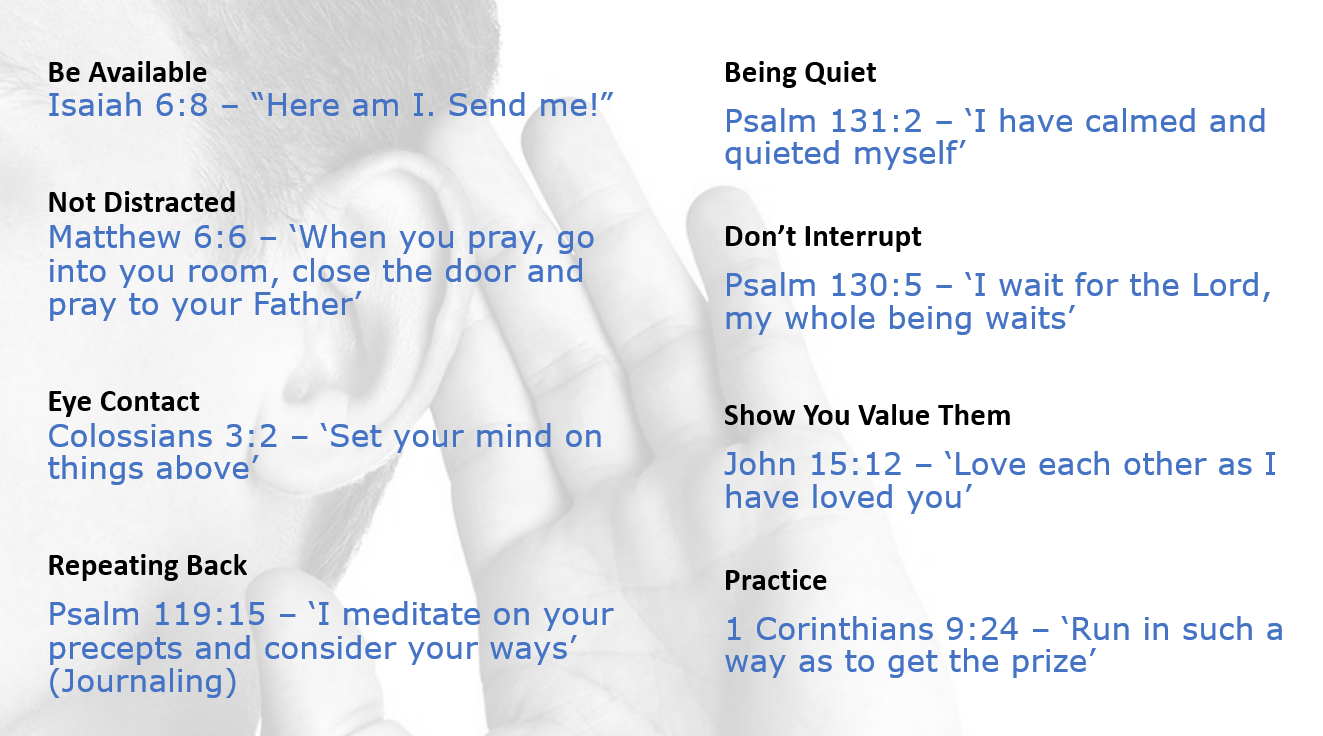 Be Available
Isaiah 6:8 – “Here am I. Send me!”
Not Distracted
Matthew 6:6 – ‘When you pray, go
into you room, close the door and
pray to your Father’
Eye Contact
Colossians 3:2 – ‘Set your mind on
things above’
Repeating Back
Psalm 119:15 – ‘I meditate on your
precepts and consider your ways’
(Journaling)
Being Quiet
Psalm 131:2 – ‘I have calmed and
quieted myself’
Don’t Interrupt
Psalm 130:5 – ‘I wait for the Lord,
my whole being waits’
Show You Value Them
John 15:12 – ‘Love each other as I
have loved you’
Practice
1 Corinthians 9:24 – ‘Run in such a
way as to get the prize’